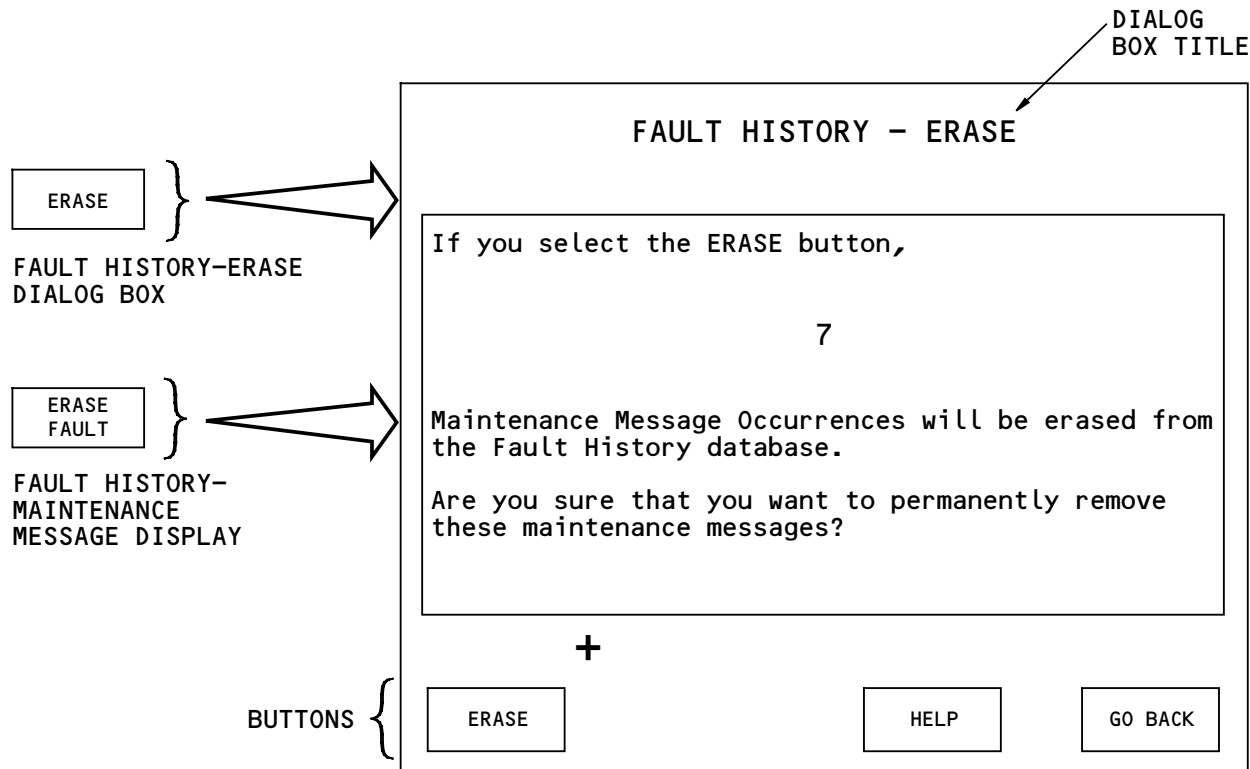 DIALOG
BOX TITLE
FAULT HISTORY – ERASE
ERASE
FAULT HISTORY–ERASE
DIALOG BOX
If you select the ERASE button,
7
ERASE
FAULT
FAULT HISTORY–
MAINTENANCE
MESSAGE DISPLAY
Maintenance Message Occurrences will be erased from
the Fault History database.
Are you sure that you want to permanently remove
these maintenance messages?
+
BUTTONS
ERASE
HELP
GO BACK